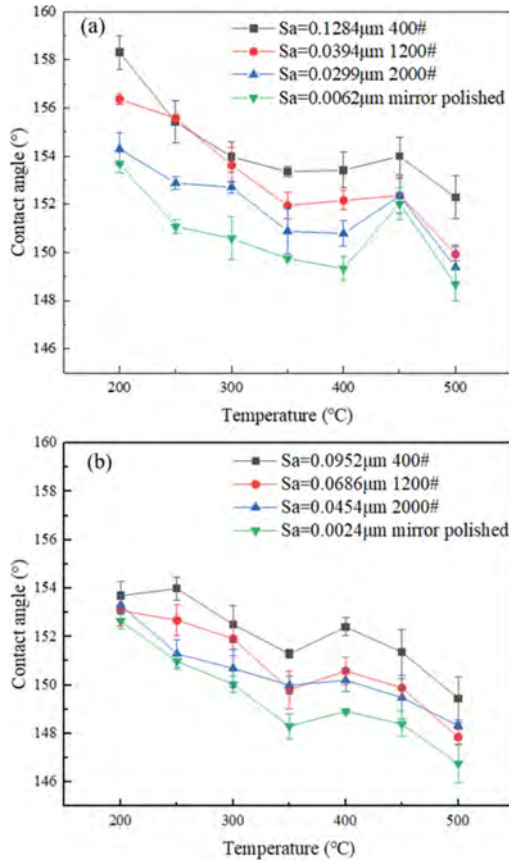 160
(a)
Sa=0.1284μm 400#
158
Sa=0.0394μm 1200#
Sa=0.0299μm 2000#
156
Sa=0.0062μm mirror polished
154
152
150
148
146
Contact angle (°)
200 250 300 350 400 450 500
Temperature (℃)
160
(b)
Sa=0.0952μm 400#
158
Sa=0.0686μm 1200#
Sa=0.0454μm 2000#
156
Sa=0.0024μm mirror polished
154
152
150
148
146
Contact angle (°)
200 250 300 350 400 450 500
Temperature (℃)